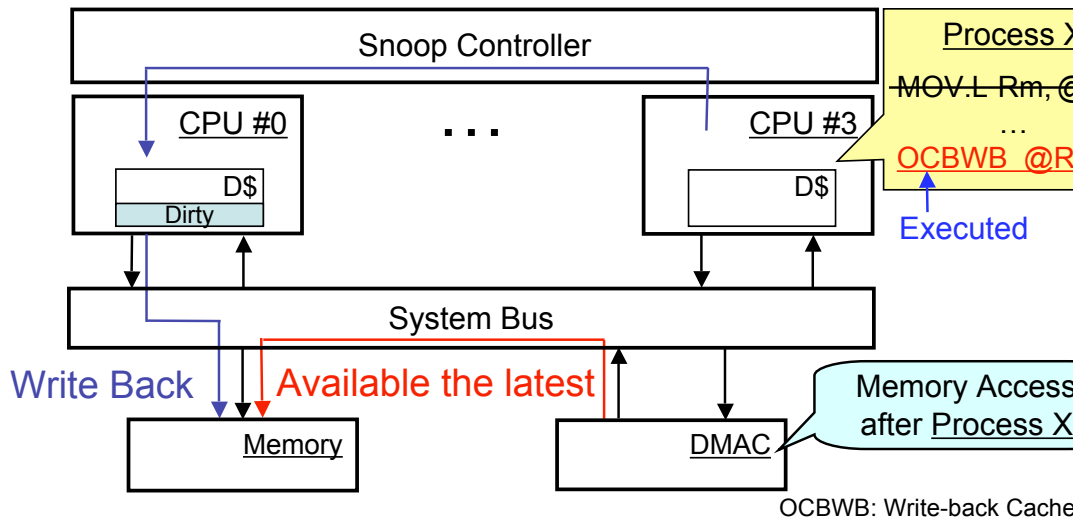 Snoop Controller
Process X
MOV.L Rm, @
...
OCBWB @R
Executed
CPU #0
...
CPU #3
D$
Dirty
D$
System Bus
Write Back
Available the latest
Memory Access
after Process X
Memory
DMAC
OCBWB: Write-back Cache